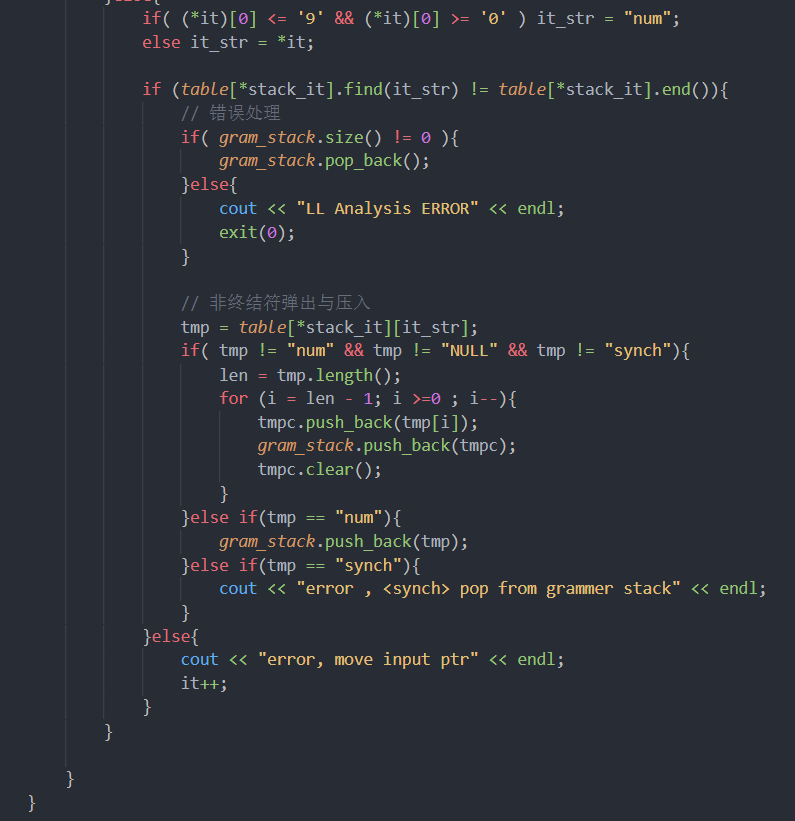 }else{
if( (*it)[0] <= '9' && (*it)[0] >= '0' ) it_str = "num";
else it_str = *it;
if (table[*stack_it].find(it_str) != table[*stack_it].end()){
// 错误处理
if( gram_stack.size() != 0 ){
gram_stack.pop_back();
}else{
cout << "LL Analysis ERROR" << endl;
exit(0);
}
// 非终结符弹出与压入
tmp = table[*stack_it][it_str];
if( tmp != "num" && tmp != "NULL" && tmp != "synch"){
len = tmp.length();
for (i = len - 1; i >=0 ; i--){
tmpc.push_back(tmp[i]);
gram_stack.push_back(tmpc);
tmpc.clear();
}
}else if(tmp == "num"){
gram_stack.push_back(tmp);
}else if(tmp == "synch"){
cout << "error , <synch> pop from grammer stack" << endl;
}
}else{
cout << "error, move input ptr" << endl;
it++;
}
}
}
}